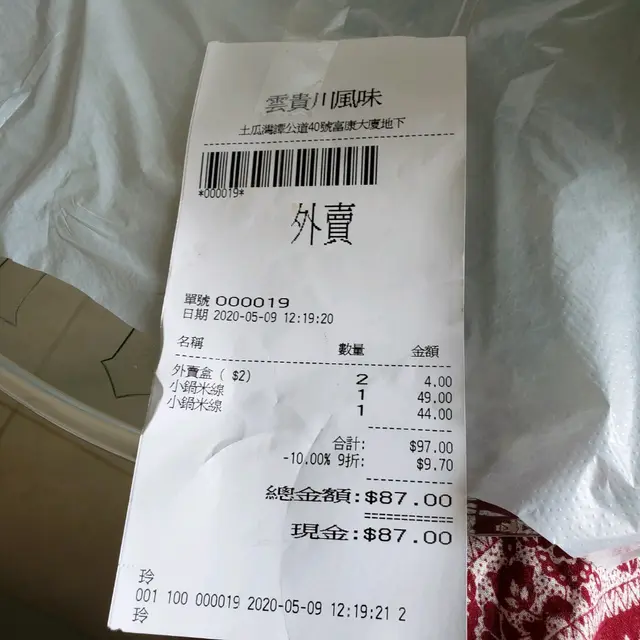 雲貴川風味
土瓜灣譚公道40號富康大廈地下
*000019*
外賣
單號 000019
日期 2020-05-09 12:19:20
名稱 數量 金額
外賣盒 ( $2) 2 4.00
小鍋米線 1 49.00
小鍋米線 1 44.00
合計: $97.00
-10.00% 9折: $9.70
總金額:$87.00
現金:$87.00
玲
001 100 000019 2020-05-09 12:19:21 2
玲